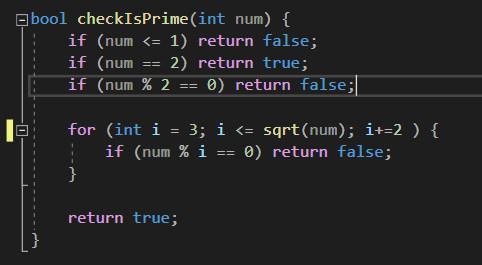 bool checkIsPrime(int num) {
    if (num <= 1) return false;
    if (num == 2) return true;
    if (num % 2 == 0) return false;
    for (int i = 3; i <= sqrt(num); i+=2 ) {
        if (num % i == 0) return false;
    }
    return true;
}